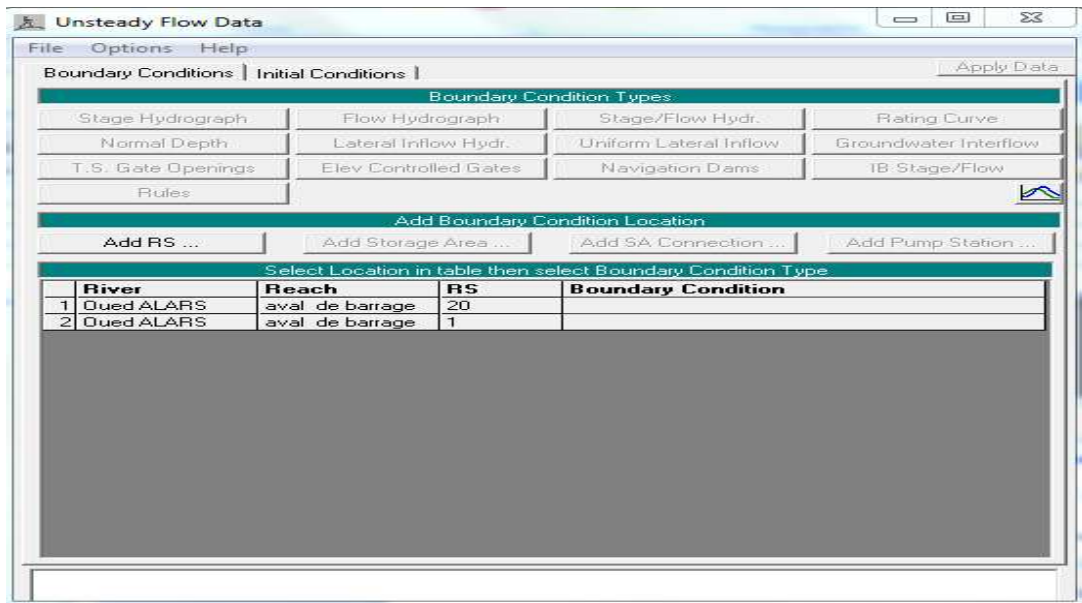 Unsteady Flow Data
File Options Help
Boundary Conditions Initial Conditions Apply Data
Boundary Condition Types
Stage Hydrograph Flow Hydrograph Stage/Flow Hydr. Rating Curve
Normal Depth Lateral Inflow Hydr. Uniform Lateral Inflow Groundwater Interflow
T.S. Gate Openings Elev Controlled Gates Navigation Dams IB Stage/Flow
Rules
Add Boundary Condition Location
Add RS ... Add Storage Area ... Add SA Connection ... Add Pump Station ...
Select Location in table then select Boundary Condition Type
River Reach RS Boundary Condition
1 Oued ALARS aval de barrage 20
2 Oued ALARS aval de barrage 1